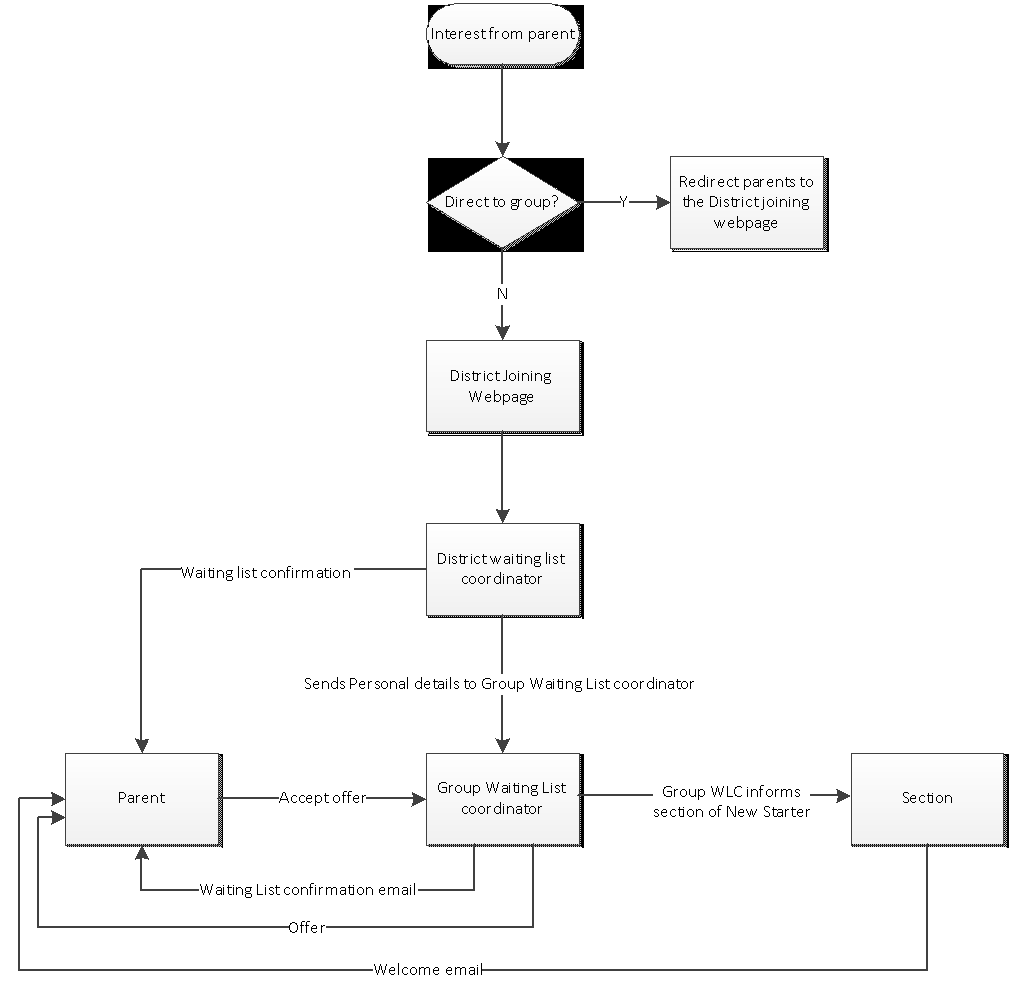 Interest from parent
Direct to group?
Y
Redirect parents to
the District joining
webpage
N
District Joining
Webpage
District waiting list
coordinator
Waiting list confirmation
Sends Personal details to Group Waiting List coordinator
Parent
Accept offer
Group Waiting List
coordinator
Group WLC informs
section of New Starter
Section
Waiting List confirmation email
Offer
Welcome email